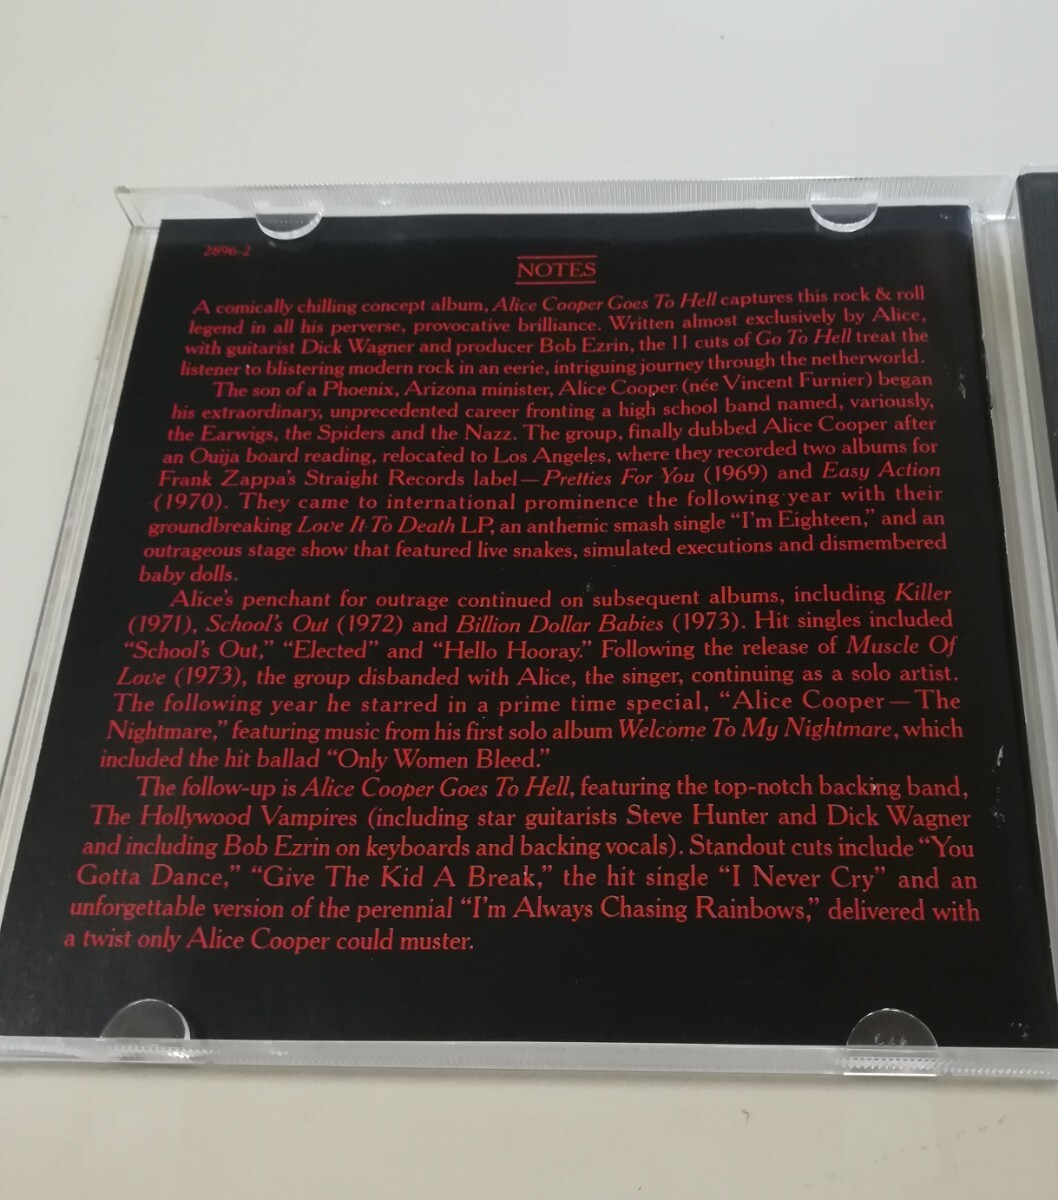 2896-2
NOTES
A comically chilling concept album, Alice Cooper Goes To Hell captures this rock & roll
legend in all his perverse, provocative brilliance. Written almost exclusively by Alice,
with guitarist Dick Wagner and producer Bob Ezrin, the 11 cuts of Go To Hell treat the
listener to blistering modern rock in an eerie, intriguing journey through the netherworld.
The son of a Phoenix, Arizona minister, Alice Cooper (née Vincent Furnier) began
his extraordinary, unprecedented career fronting a high school band named, variously,
the Earwigs, the Spiders and the Nazz. The group, finally dubbed Alice Cooper after
an Ouija board reading, relocated to Los Angeles, where they recorded two albums for
Frank Zappa's Straight Records label—Pretties For You (1969) and Easy Action
(1970). They came to international prominence the following year with their
groundbreaking Love It To Death LP, an anthemic smash single “I'm Eighteen,” and an
outrageous stage show that featured live snakes, simulated executions and dismembered
baby dolls.
Alice's penchant for outrage continued on subsequent albums, including Killer
(1971), School's Out (1972) and Billion Dollar Babies (1973). Hit singles included
“School's Out,” “Elected” and “Hello Hooray.” Following the release of Muscle Of
Love (1973), the group disbanded with Alice, the singer, continuing as a solo artist.
The following year he starred in a prime time special, “Alice Cooper—The
Nightmare,” featuring music from his first solo album Welcome To My Nightmare, which
included the hit ballad “Only Women Bleed.”
The follow-up is Alice Cooper Goes To Hell, featuring the top-notch backing band,
The Hollywood Vampires (including star guitarists Steve Hunter and Dick Wagner
and including Bob Ezrin on keyboards and backing vocals). Standout cuts include “You
Gotta Dance,” “Give The Kid A Break,” the hit single “I Never Cry” and an
unforgettable version of the perennial “I'm Always Chasing Rainbows,” delivered with
a twist only Alice Cooper could muster.